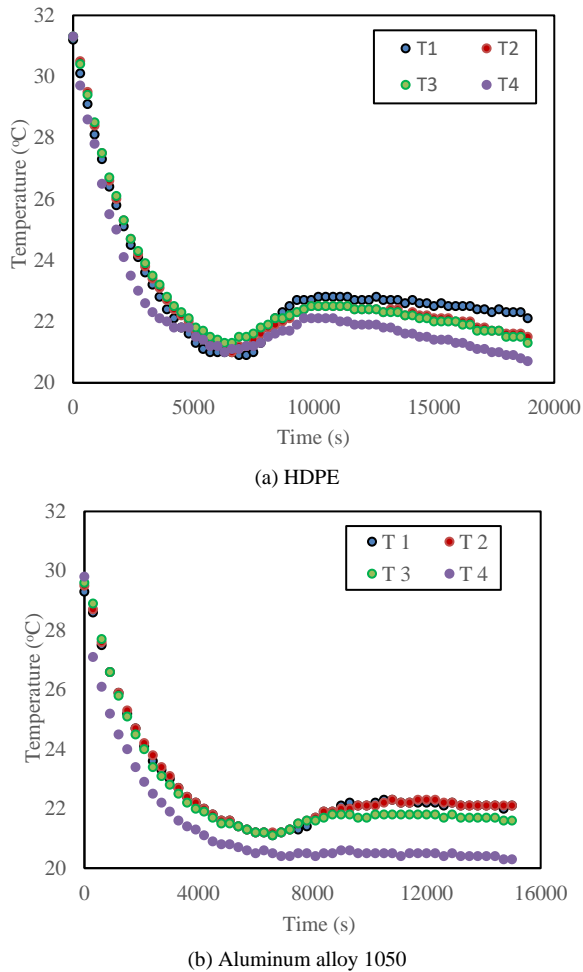 32
30
28
26
24
22
20
Temperature (ºC)
T1 T2
T3 T4
0 5000 10000 15000 20000
Time (s)
(a) HDPE
32
30
28
26
24
22
20
Temperature (ºC)
T 1 T 2
T 3 T 4
0 4000 8000 12000 16000
Time (s)
(b) Aluminum alloy 1050